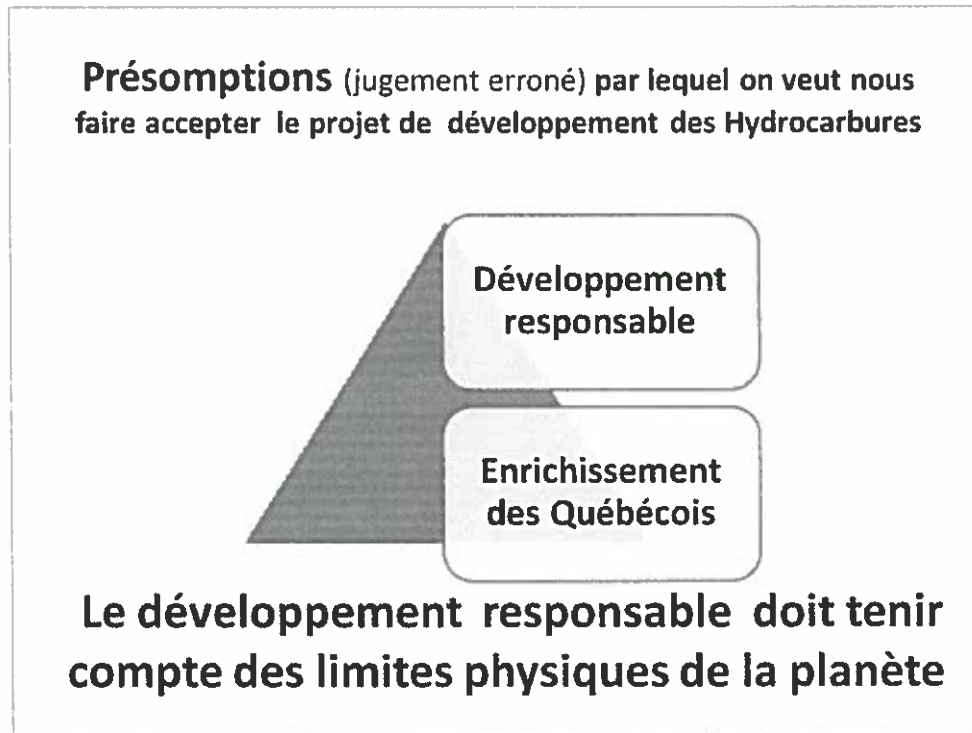 Présomptions (jugement erroné) par lequel on veut nous
faire accepter le projet de développement des Hydrocarbures
Développement
responsable
Enrichissement
des Québécois
Le développement responsable doit tenir
compte des limites physiques de la planète